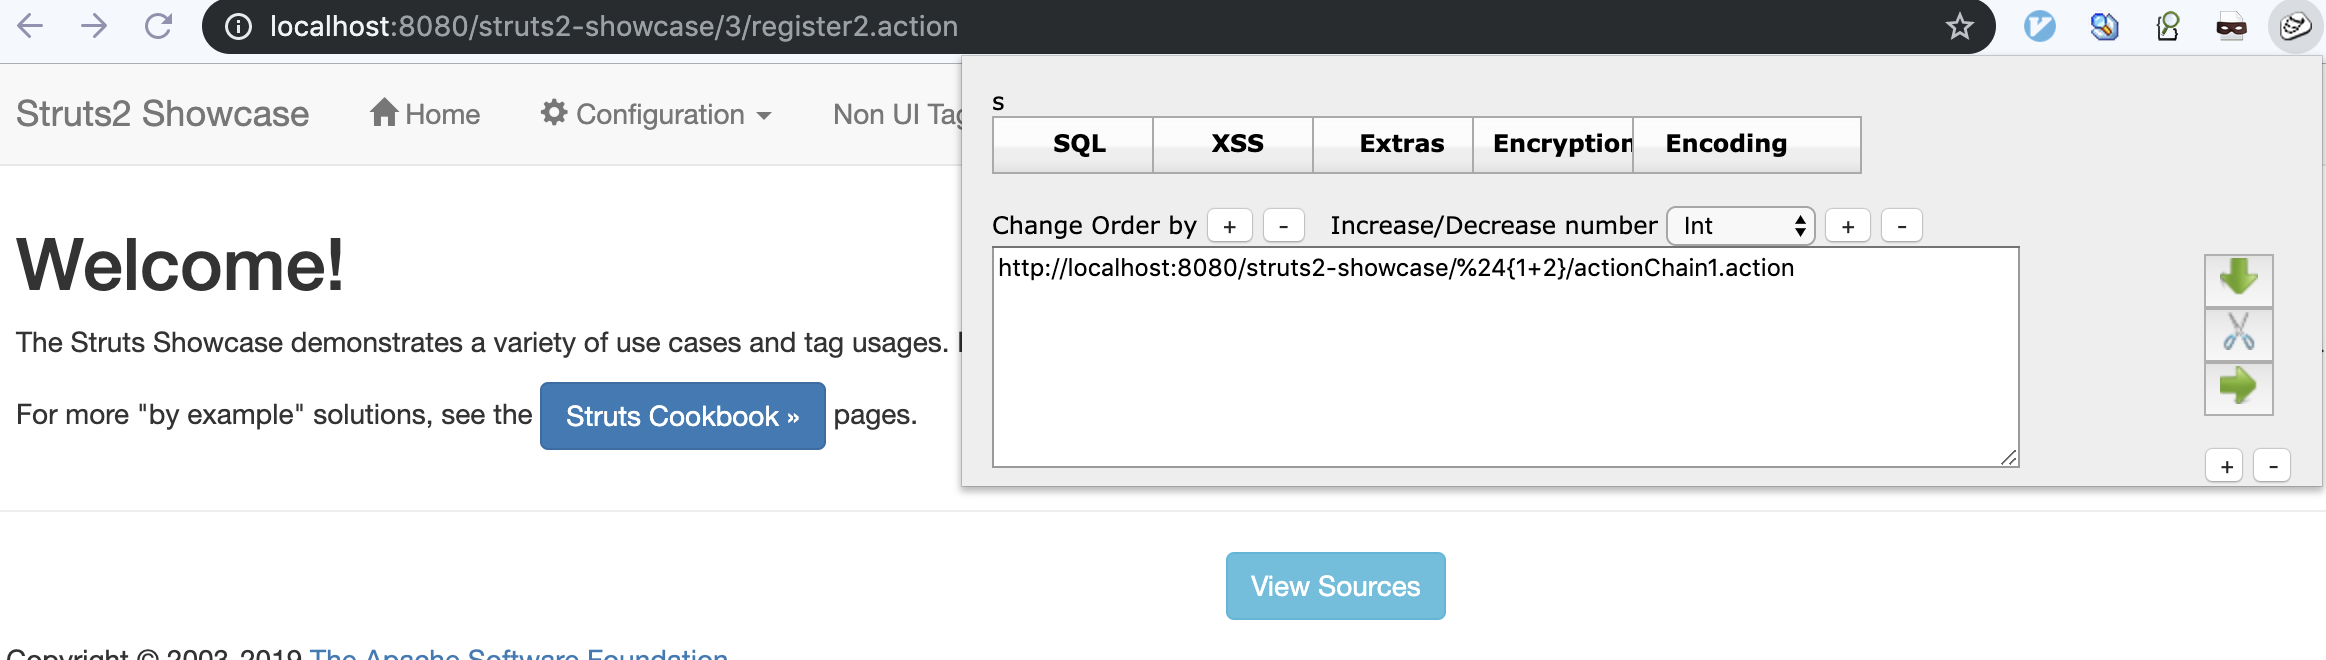 localhost:8080/struts2-showcase/3/register2.action
Struts2 Showcase Home Configuration Non UI Tag
s
SQL XSS Extras Encryption Encoding
Change Order by + - Increase/Decrease number Int + -
http://localhost:8080/struts2-showcase/%24{1+2}/actionChain1.action
+ -
Welcome!
The Struts Showcase demonstrates a variety of use cases and tag usages.
For more "by example" solutions, see the Struts Cookbook » pages.
View Sources
Copyright © 2003-2019 The Apache Software Foundation